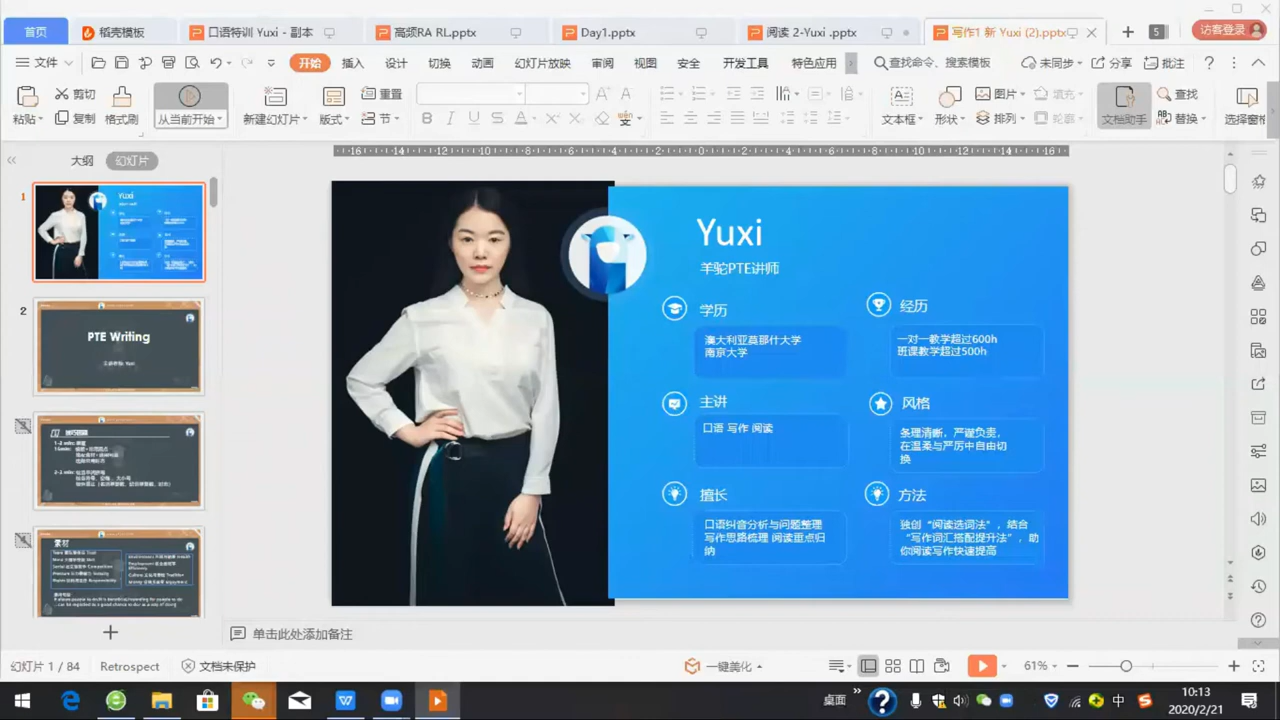 首页
稻壳模板
口语特训 Yuxi - 副本
高频RA RL.pptx
Day1.pptx
阅读 2-Yuxi .pptx
写作1 新 Yuxi (2).pptx
5
访客登录
文件
开始
插入
设计
切换
动画
幻灯片放映
审阅
视图
安全
开发工具
特色应用
查找命令、搜索模板
未同步
分享
批注
剪切
复制
格式刷
从当前开始
新建幻灯片
版式
重置
节
文本框
形状
图片
排列
填充
轮廓
文档助手
查找
替换
选择窗格
大纲
幻灯片
1
2
PTE Writing
Yuxi
羊驼PTE讲师
学历
澳大利亚莫那什大学
南京大学
经历
一对一教学超过600h
班课教学超过500h
主讲
口语 写作 阅读
风格
条理清晰，严谨负责，
在温柔与严厉中自由切
换
擅长
口语纠音分析与问题整理
写作思路梳理 阅读重点归
纳
方法
独创“阅读选词法”，结合
“写作词汇搭配提升法”，助
你阅读写作快速提高
单击此处添加备注
幻灯片 1 / 84
Retrospect
文档未保护
一键美化
61%
桌面
中
10:13
2020/2/21